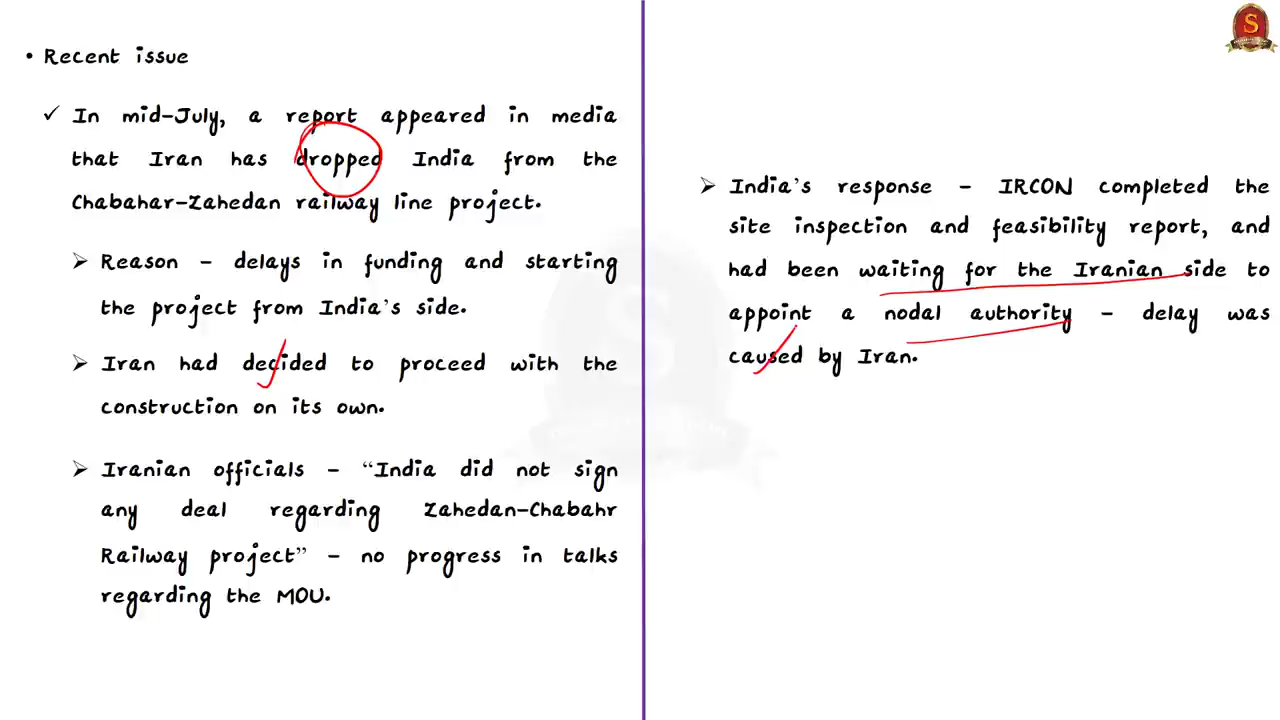 • Recent issue
✓ In mid-July, a report appeared in media
that Iran has dropped India from the
Chabahar-Zahedan railway line project.
➢ Reason – delays in funding and starting
the project from India's side.
➢ Iran had decided to proceed with the
construction on its own.
➢ Iranian officials – “India did not sign
any deal regarding Zahedan-Chabahr
Railway project” – no progress in talks
regarding the MOU.
➢ India's response – IRCON completed the
site inspection and feasibility report, and
had been waiting for the Iranian side to
appoint a nodal authority – delay was
caused by Iran.
S